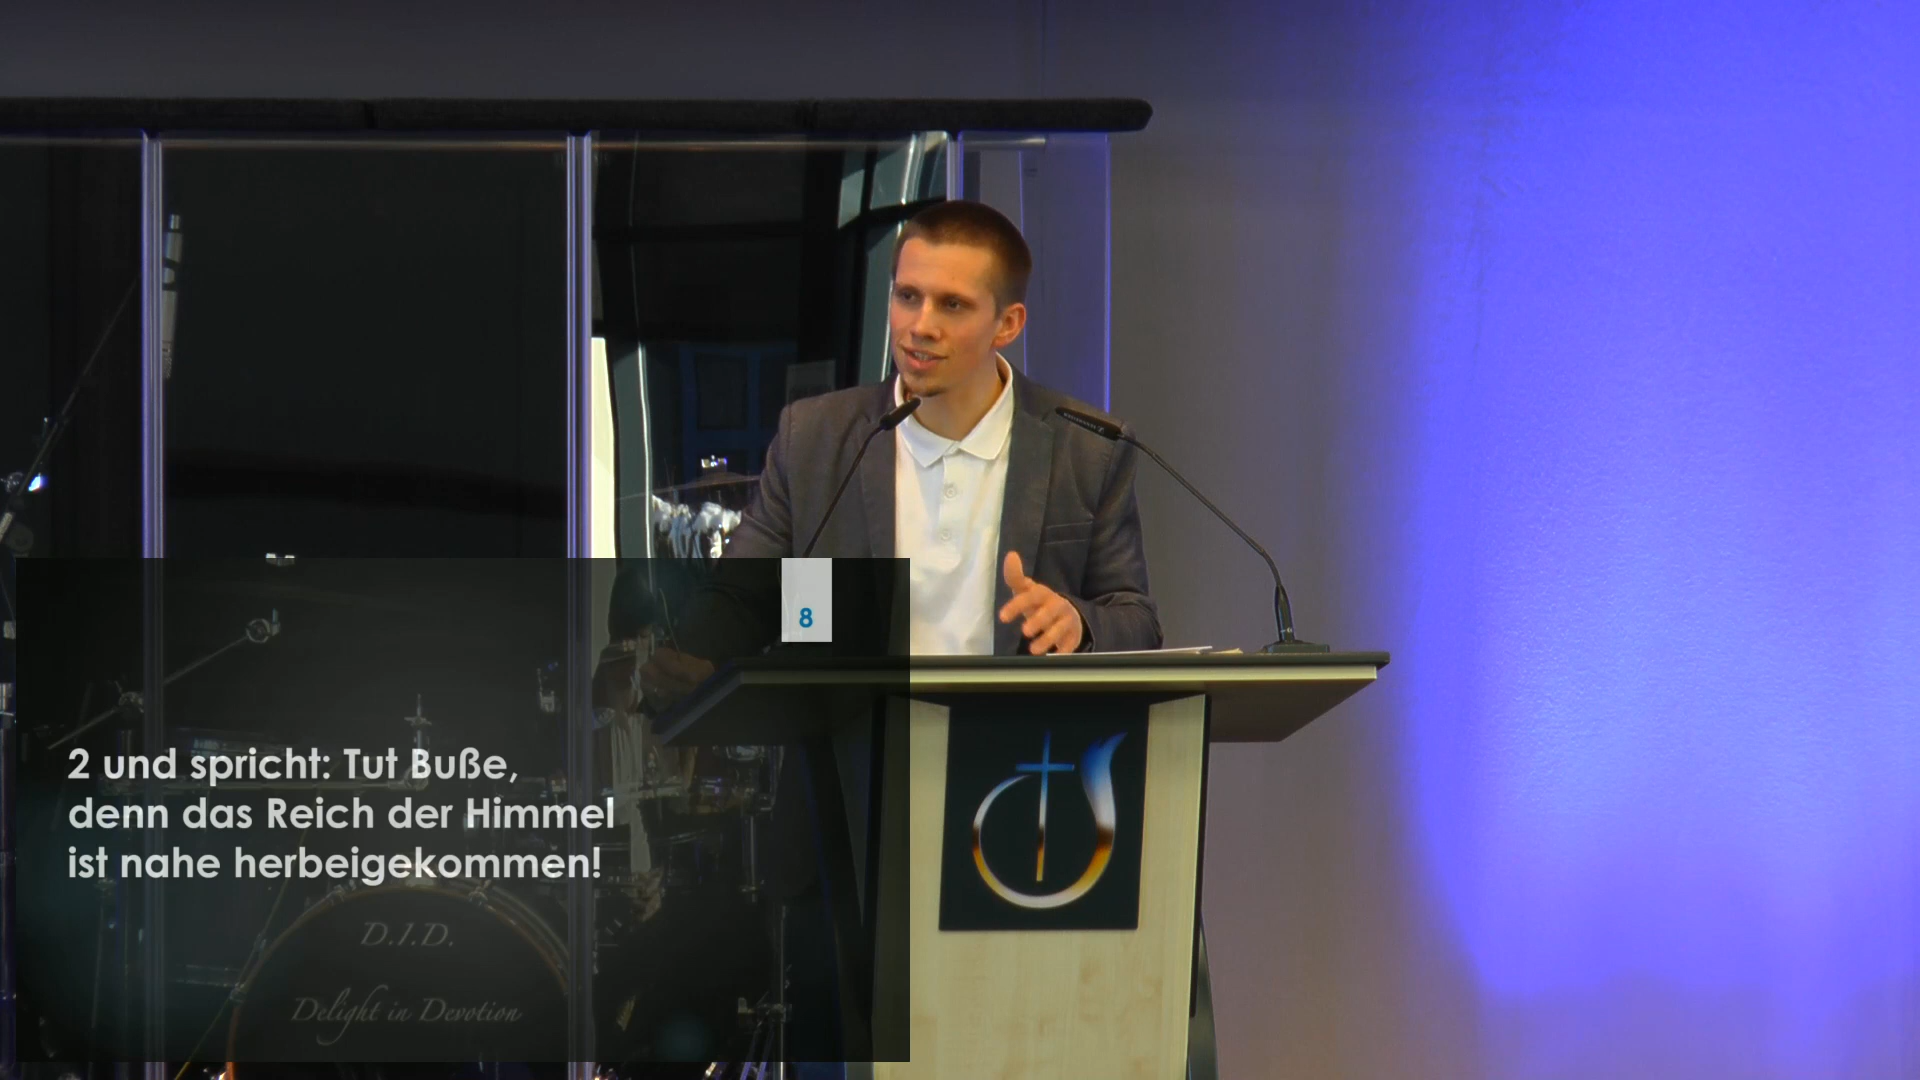 8
2 und spricht: Tut Buße,
denn das Reich der Himmel
ist nahe herbeigekommen!
D.I.D.
Delight in Devotion